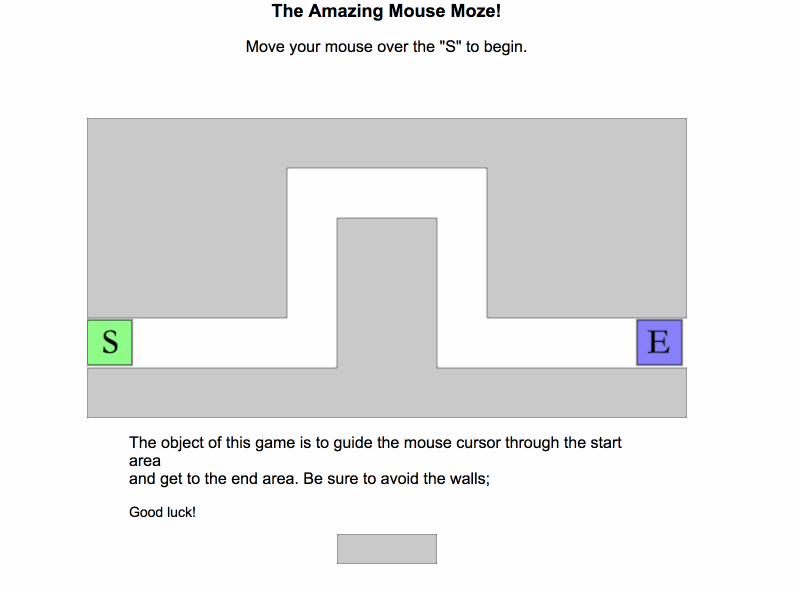 The Amazing Mouse Moze!
Move your mouse over the "S" to begin.
S
E
The object of this game is to guide the mouse cursor through the start
area
and get to the end area. Be sure to avoid the walls;
Good luck!